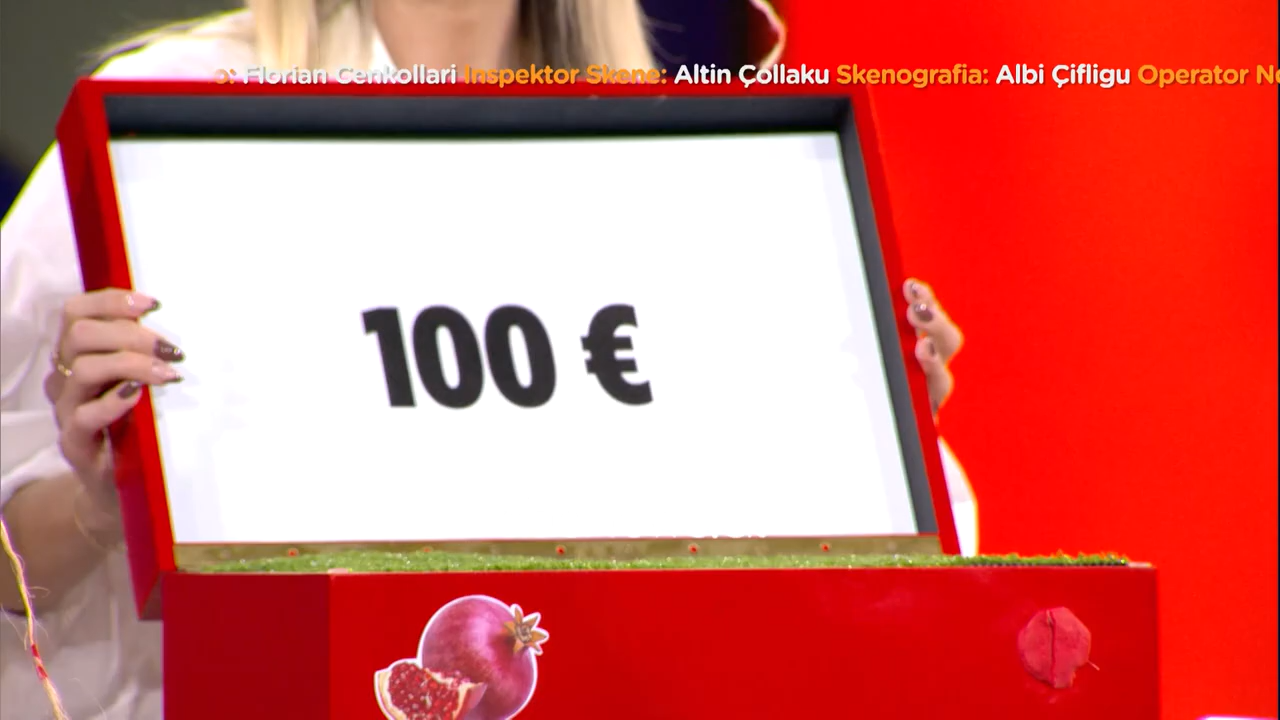 Florian Cenkollari Inspektor Skene: Altin Çollaku Skenografia: Albi Çifligu Operator
100 €